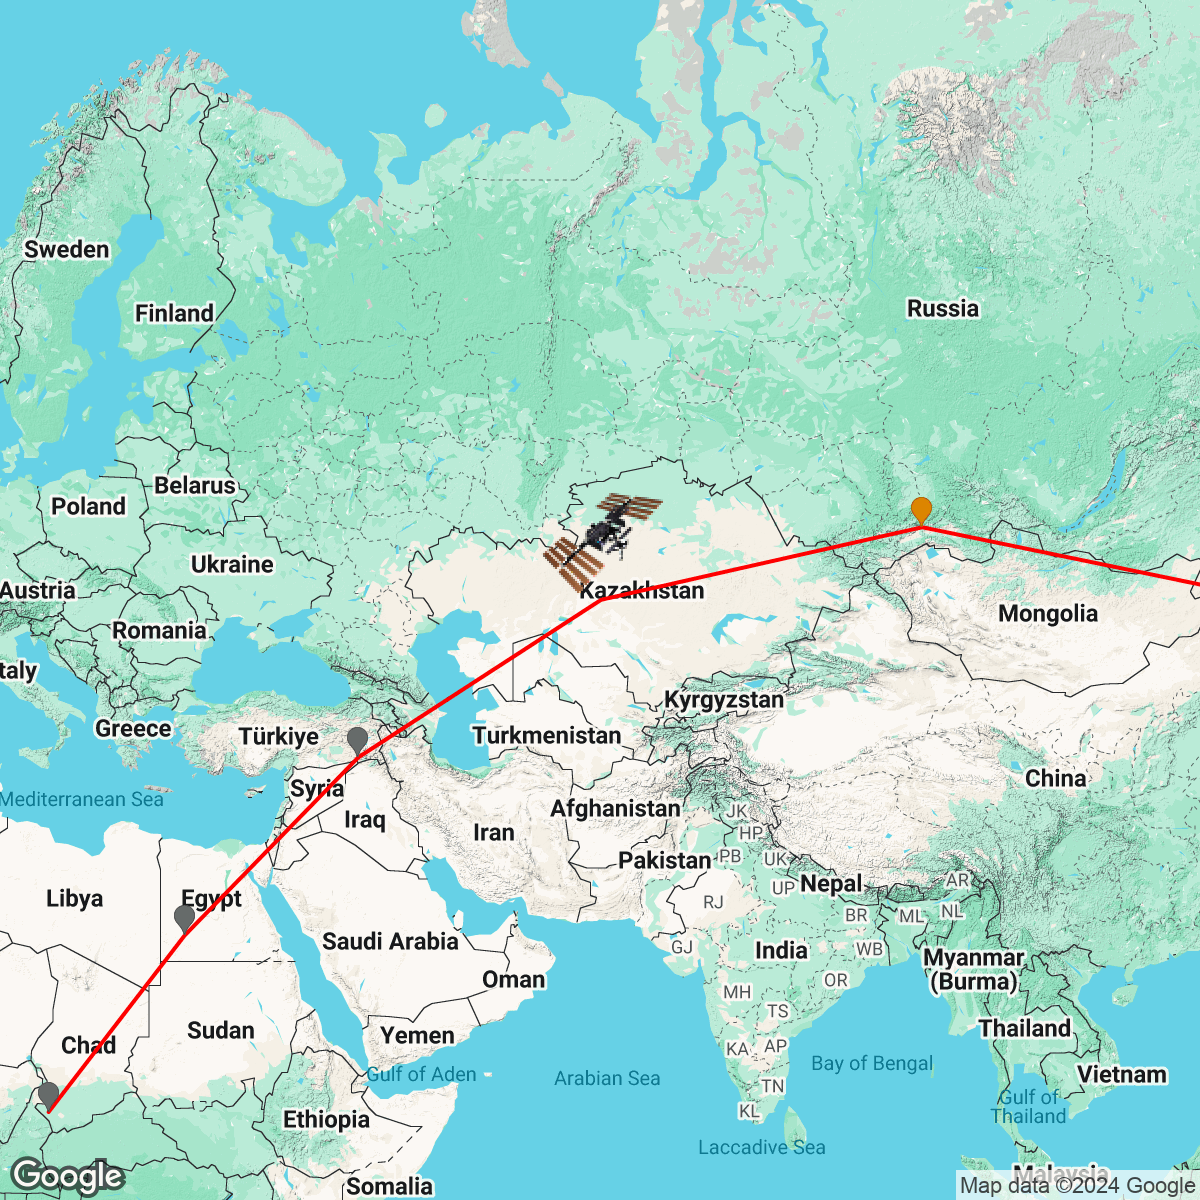 Sweden
Finland
Russia
Belarus
Poland
Ukraine
Austria
Kazakhstan
Mongolia
Romania
taly
Kyrgyzstan
Greece
Türkiye
Turkmenistan
China
Syria
Mediterranean Sea
Afghanistan
JK
Iraq
Iran
HP
Pakistan
PB
UK
Nepal
AR
UP
Libya
Egypt
RJ
BR
ML
NL
Saudi Arabia
GJ
India
WB
Myanmar
(Burma)
Oman
OR
MH
Sudan
TS
Thailand
Yemen
Chad
KA
AP
Bay of Bengal
Gulf of Aden
Arabian Sea
TN
Vietnam
Gulf of
Thailand
Ethiopia
KL
Laccadive Sea
Google
Somalia
Malaysia
Map data ©2024 Google